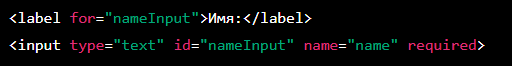 <label for="nameInput">Имя:</label>
<input type="text" id="nameInput" name="name" required>